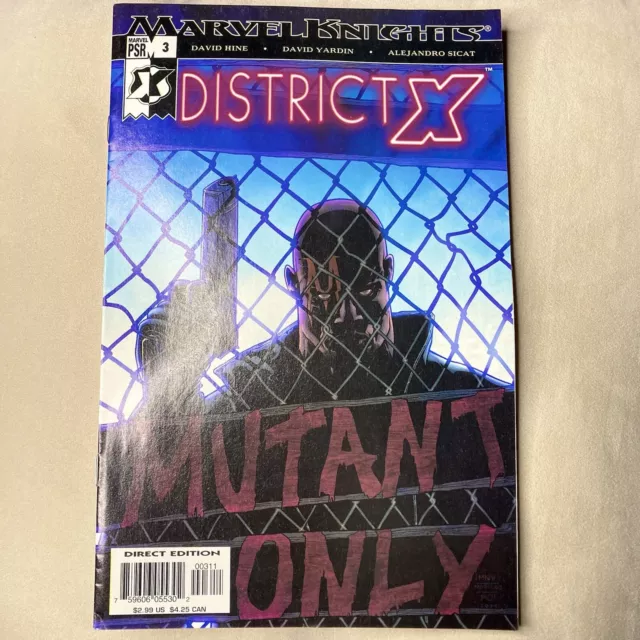 MARVEL KNIGHTS®
MARVEL
PSR
3
DAVID HINE • DAVID YARDIN • ALEJANDRO SICAT
DISTRICT X™
M
MUTANT
ONLY
DIRECT EDITION
00311
7 59606 05530 2
$2.99 US $4.25 CAN